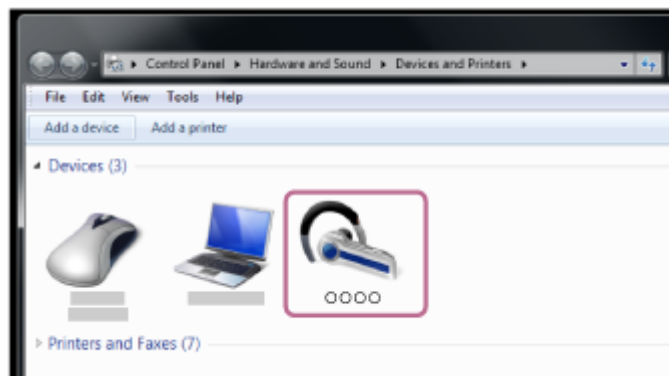 Control Panel ▸ Hardware and Sound ▸ Devices and Printers ▸
File Edit View Tools Help
Add a device Add a printer
Devices (3)
OOOO
Printers and Faxes (7)